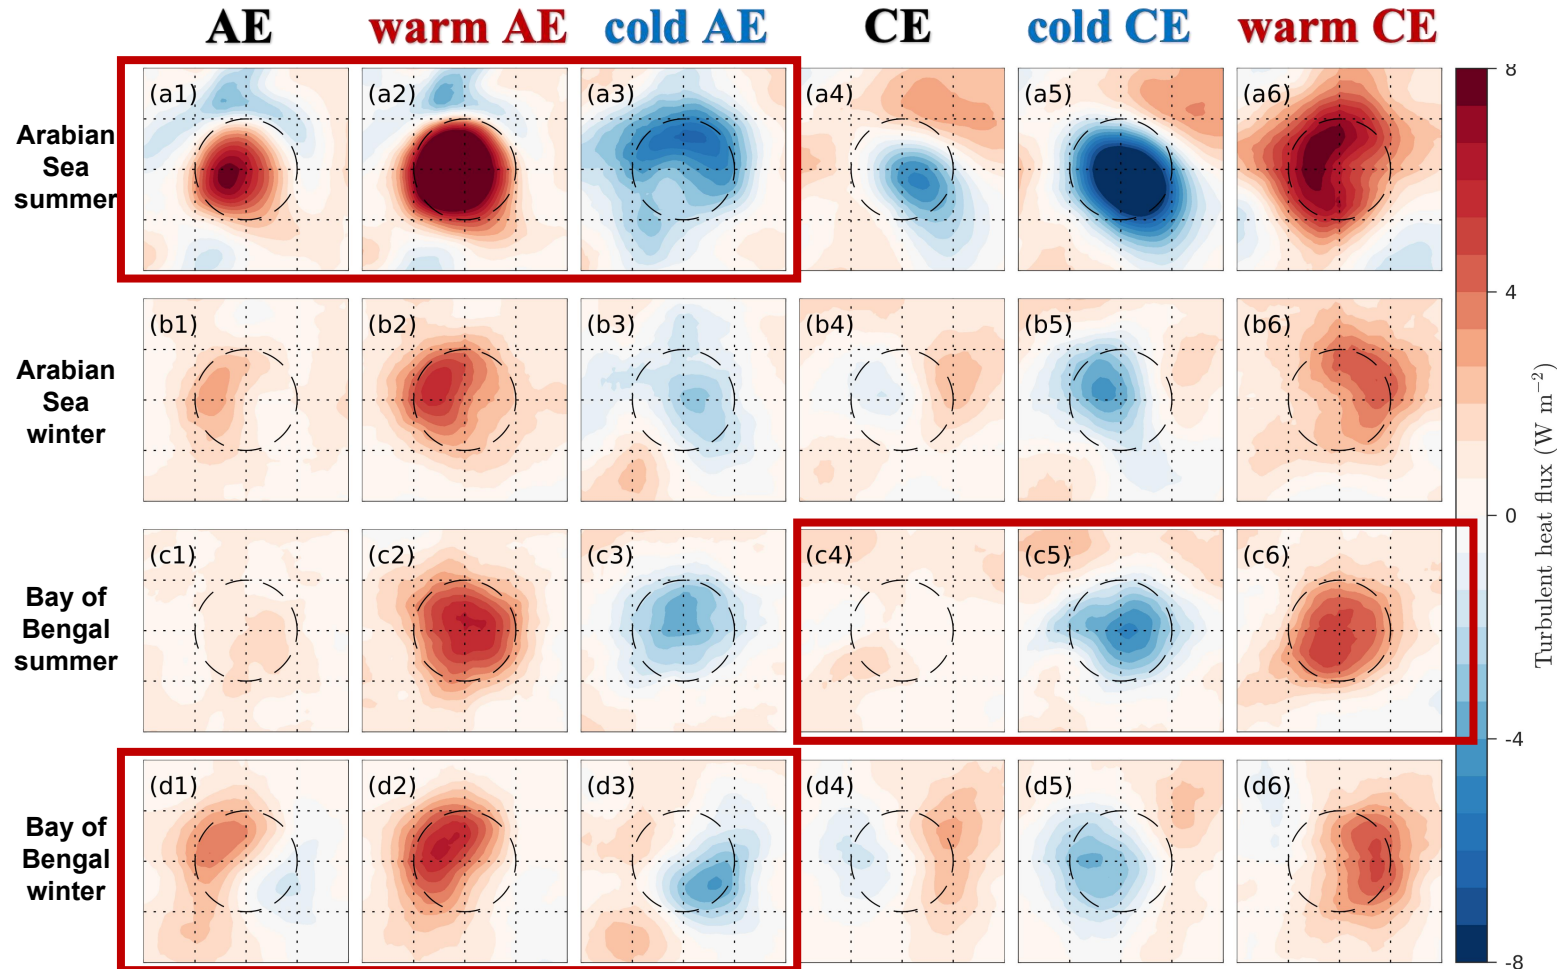 AE warm AE cold AE CE cold CE warm CE
Arabian
Sea
summer
(a1) (a2) (a3) (a4) (a5) (a6)
Arabian
Sea
winter
(b1) (b2) (b3) (b4) (b5) (b6)
Bay of
Bengal
summer
(c1) (c2) (c3) (c4) (c5) (c6)
Bay of
Bengal
winter
(d1) (d2) (d3) (d4) (d5) (d6)
8
4
0
-4
-8
Turbulent heat flux (W m⁻²)